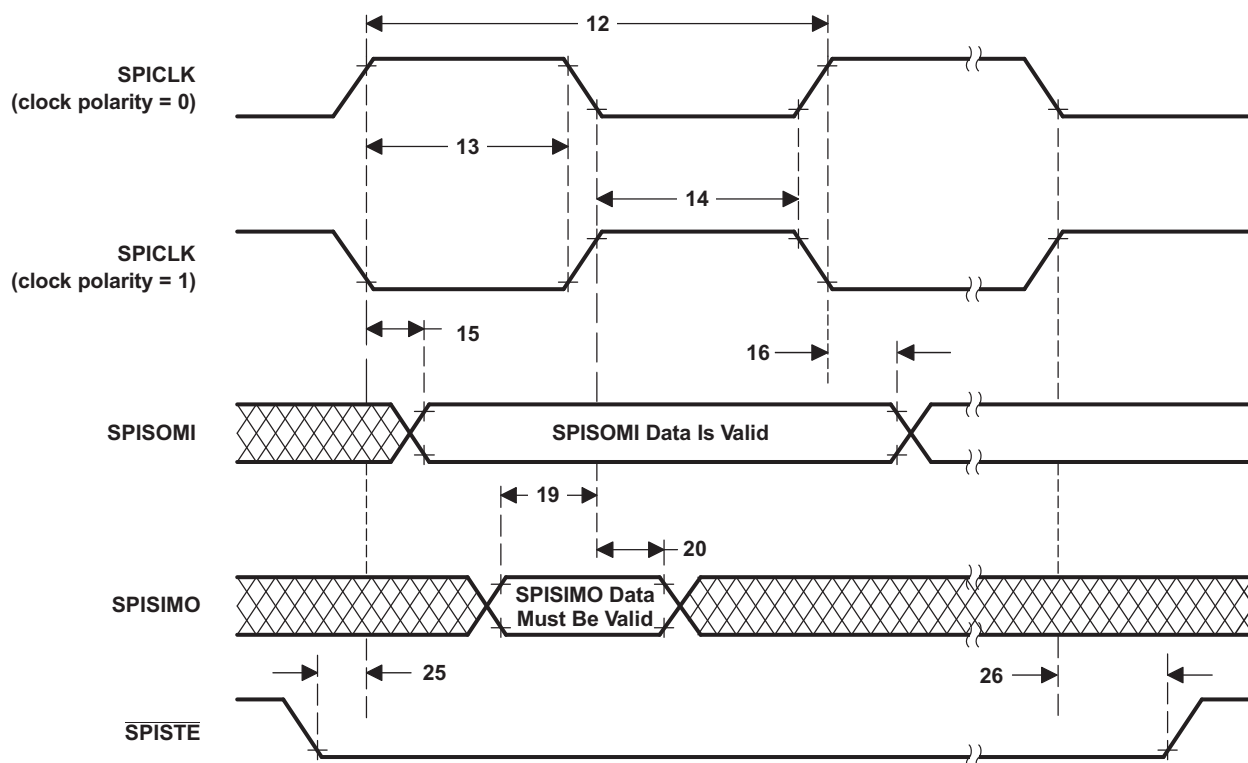 12
SPICLK
(clock polarity = 0)
13
14
SPICLK
(clock polarity = 1)
15
16
SPISOMI
SPISOMI Data Is Valid
19
20
SPISIMO
SPISIMO Data
Must Be Valid
25
26
SPISTE